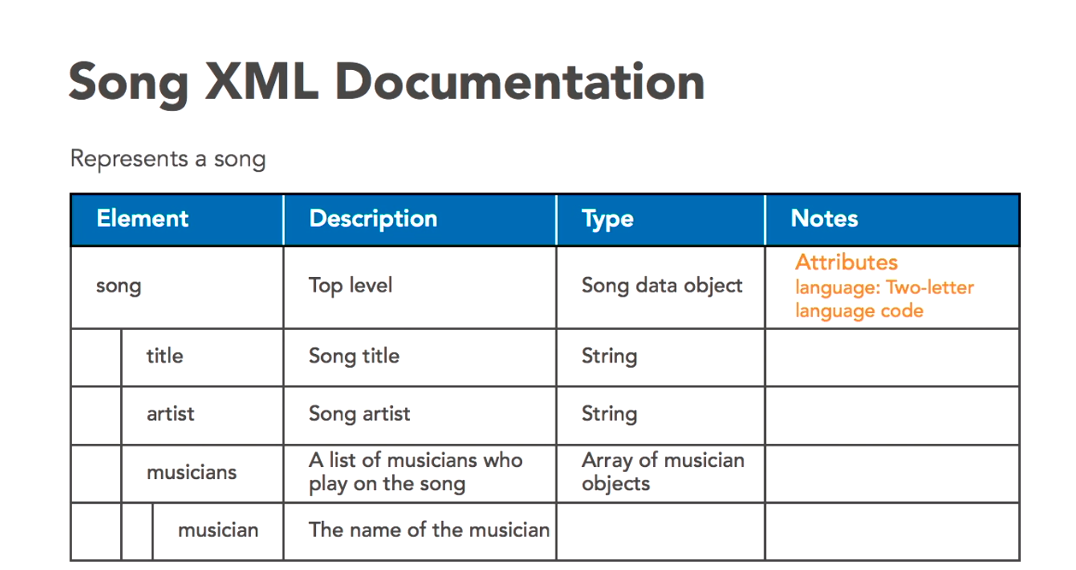 Song XML Documentation
Represents a song
Element Description Type Notes
song Top level Song data object Attributes
language: Two-letter
language code
title Song title String
artist Song artist String
musicians A list of musicians who
play on the song Array of musician
objects
musician The name of the musician